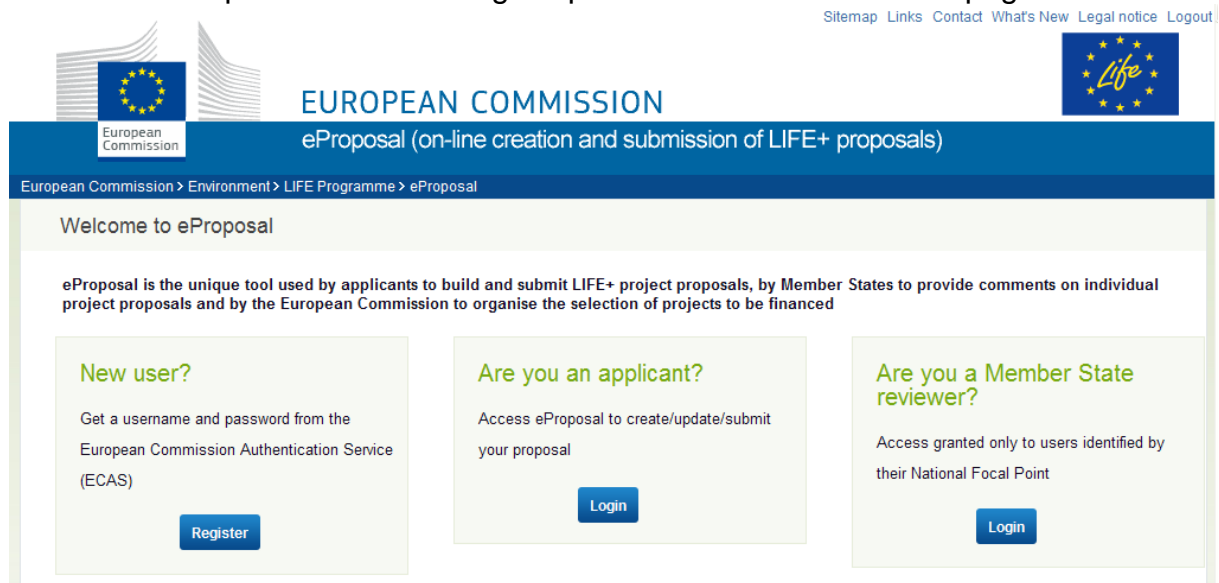 Sitemap Links Contact What's New Legal notice Logout
Life
European
Commission
EUROPEAN COMMISSION
eProposal (on-line creation and submission of LIFE+ proposals)
European Commission > Environment > LIFE Programme > eProposal
Welcome to eProposal
eProposal is the unique tool used by applicants to build and submit LIFE+ project proposals, by Member States to provide comments on individual
project proposals and by the European Commission to organise the selection of projects to be financed
New user?
Get a username and password from the
European Commission Authentication Service
(ECAS)
Register
Are you an applicant?
Access eProposal to create/update/submit
your proposal
Login
Are you a Member State
reviewer?
Access granted only to users identified by
their National Focal Point
Login